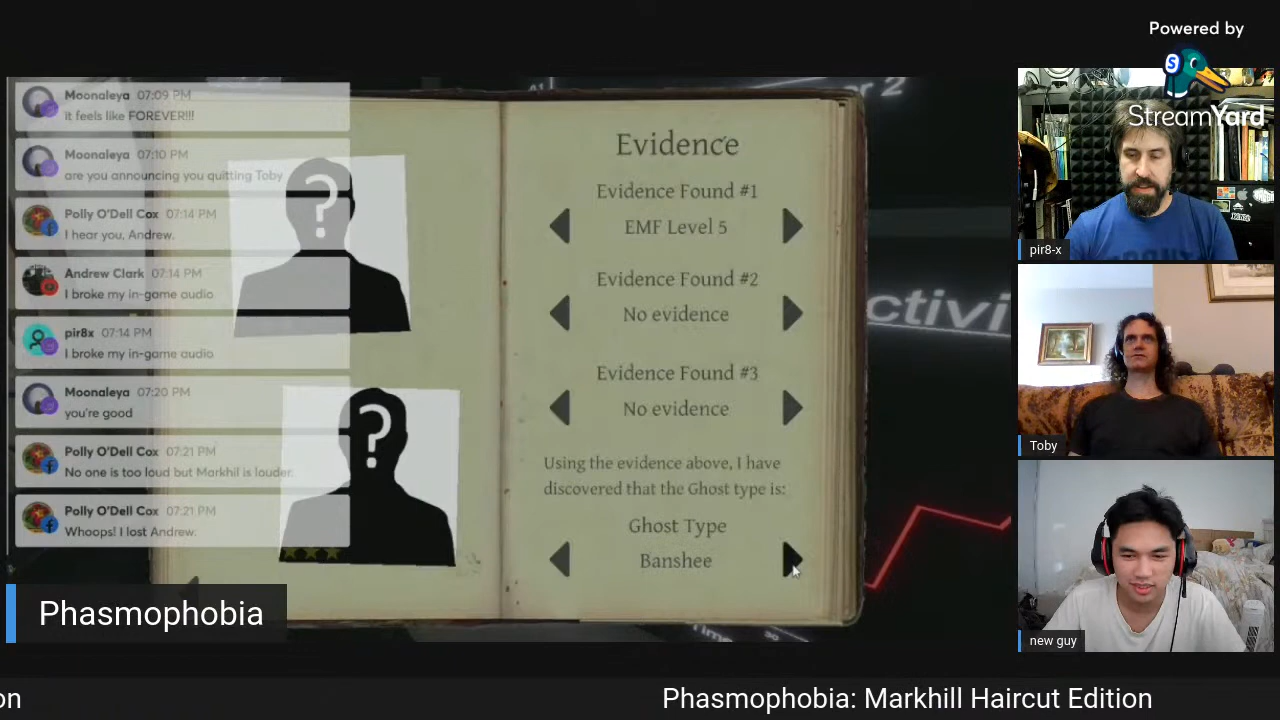 Powered by
StreamYard
Moonaleya 07:09 PM
it feels like FOREVER!!!
Moonaleya 07:10 PM
are you announcing you quitting Toby
Polly O'Dell Cox 07:14 PM
I hear you, Andrew.
Andrew Clark 07:14 PM
I broke my in-game audio
pir8x 07:14 PM
I broke my in-game audio
Moonaleya 07:20 PM
you're good
Polly O'Dell Cox 07:21 PM
No one is too loud but Markhil is louder.
Polly O'Dell Cox 07:21 PM
Whoops! I lost Andrew.
Evidence
Evidence Found #1
EMF Level 5
Evidence Found #2
No evidence
Evidence Found #3
No evidence
Using the evidence above, I have
discovered that the Ghost type is:
Ghost Type
Banshee
ctivi
pir8-x
Toby
new guy
Phasmophobia
on
Phasmophobia: Markhill Haircut Edition